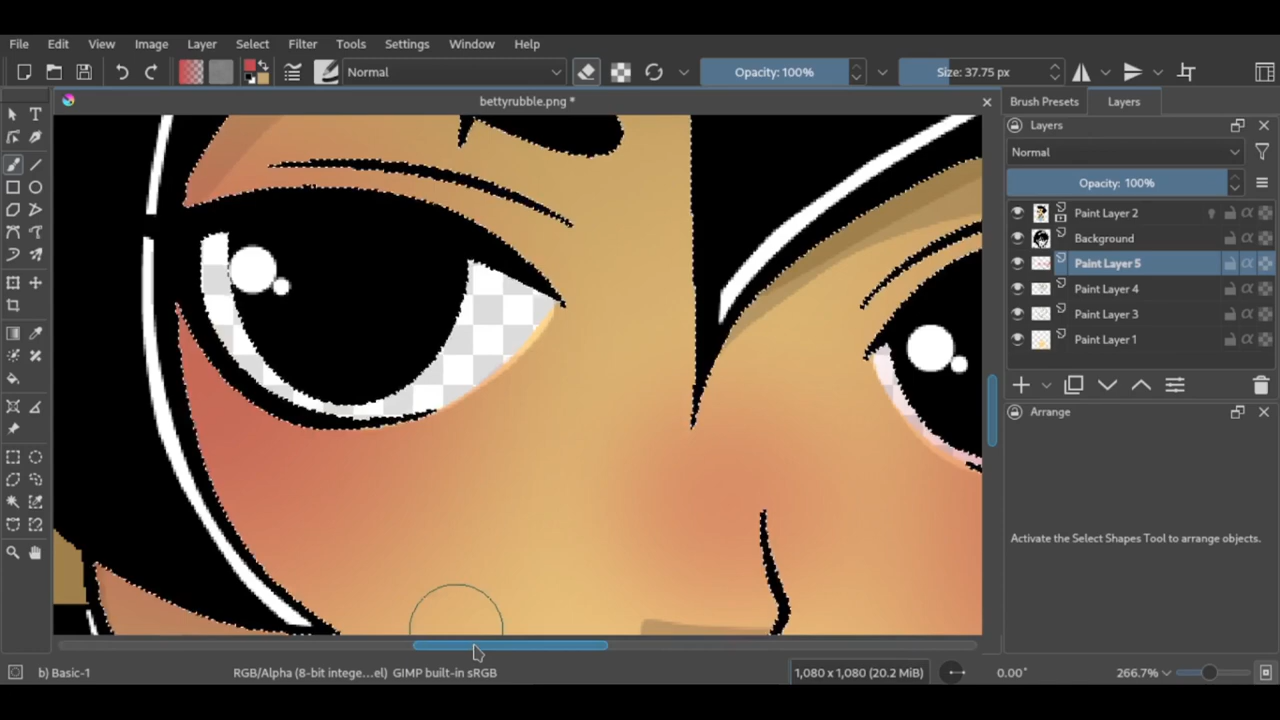 File Edit View Image Layer Select Filter Tools Settings Window Help
Normal Opacity: 100% Size: 37.75 px
bettyrubble.png *
Brush Presets Layers
Layers
Normal
Opacity: 100%
Paint Layer 2
Background
Paint Layer 5
Paint Layer 4
Paint Layer 3
Paint Layer 1
Arrange
Activate the Select Shapes Tool to arrange objects.
b) Basic-1 RGB/Alpha (8-bit intege...el) GIMP built-in sRGB 1,080 x 1,080 (20.2 MiB) 0.00° 266.7%